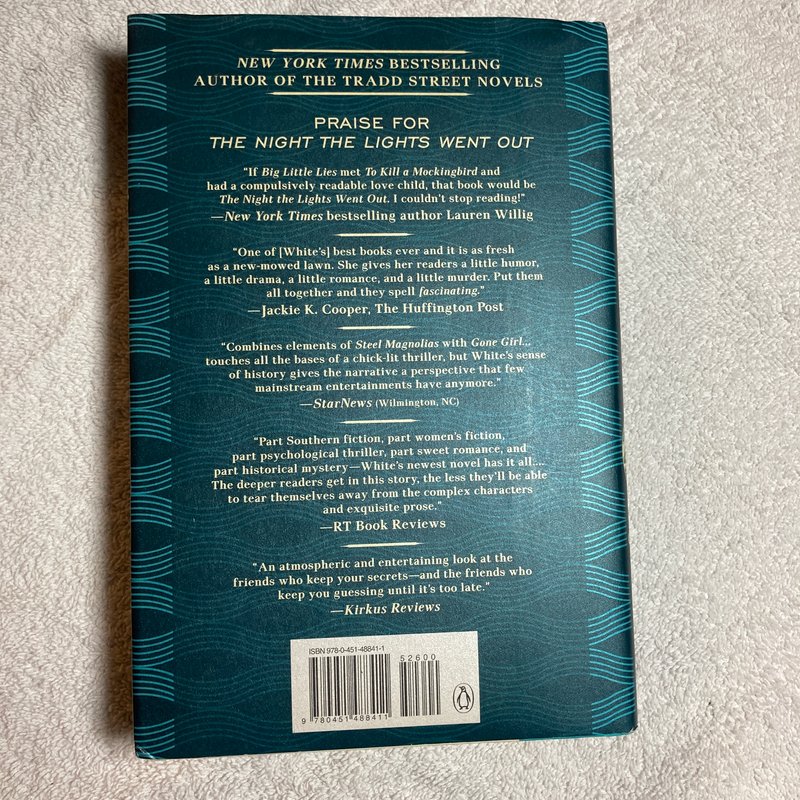 NEW YORK TIMES BESTSELLING
AUTHOR OF THE TRADD STREET NOVELS
PRAISE FOR
THE NIGHT THE LIGHTS WENT OUT
"If Big Little Lies met To Kill a Mockingbird and
had a compulsively readable love child, that book would be
The Night the Lights Went Out. I couldn't stop reading!"
—New York Times bestselling author Lauren Willig
"One of [White's] best books ever and it is as fresh
as a new-mowed lawn. She gives her readers a little humor,
a little drama, a little romance, and a little murder. Put them
all together and they spell fascinating."
—Jackie K. Cooper, The Huffington Post
"Combines elements of Steel Magnolias with Gone Girl...
touches all the bases of a chick-lit thriller, but White's sense
of history gives the narrative a perspective that few
mainstream entertainments have anymore."
—StarNews (Wilmington, NC)
"Part Southern fiction, part women's fiction,
part psychological thriller, part sweet romance, and
part historical mystery—White's newest novel has it all....
The deeper readers get in this story, the less they'll be able
to tear themselves away from the complex characters
and exquisite prose."
—RT Book Reviews
"An atmospheric and entertaining look at the
friends who keep your secrets—and the friends who
keep you guessing until it's too late."
—Kirkus Reviews
ISBN 978-0-451-48841-1
52600
9 780451 488411